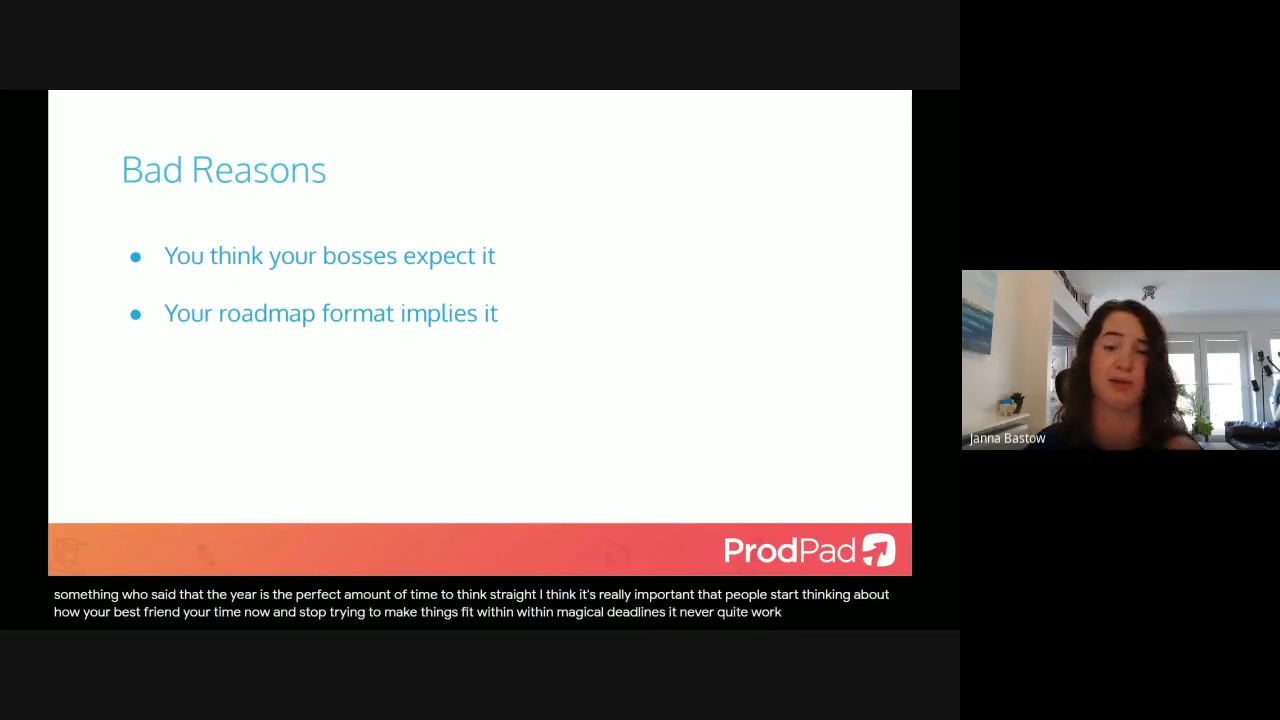 Bad Reasons
● You think your bosses expect it
● Your roadmap format implies it
ProdPad
something who said that the year is the perfect amount of time to think straight I think it's really important that people start thinking about
how your best friend your time now and stop trying to make things fit within within magical deadlines it never quite work
Janna Bastow